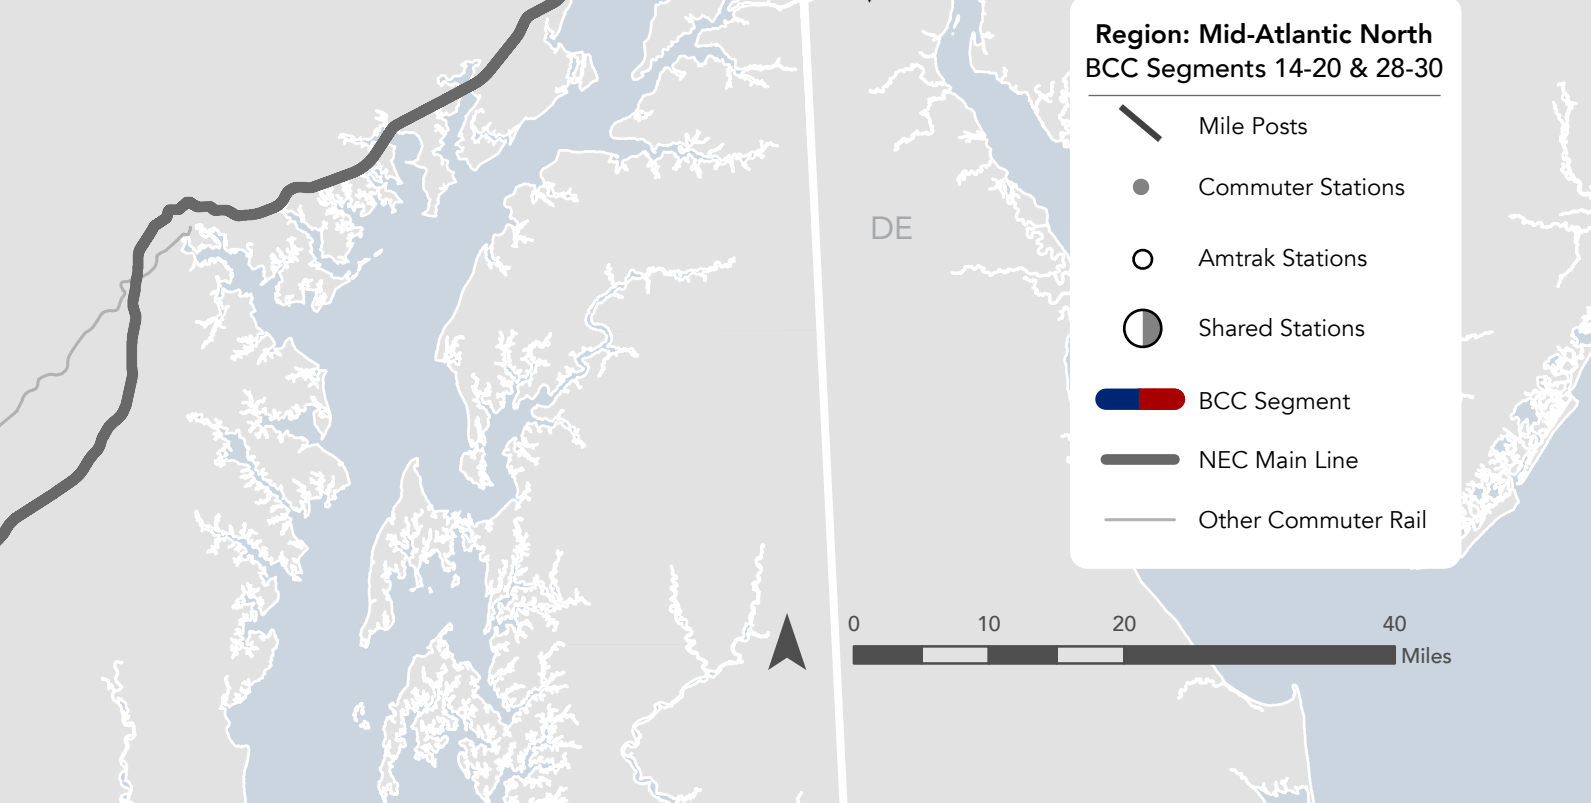 Region: Mid-Atlantic North
BCC Segments 14-20 & 28-30
Mile Posts
Commuter Stations
DE
Amtrak Stations
Shared Stations
BCC Segment
NEC Main Line
Other Commuter Rail
0 10 20 40
Miles